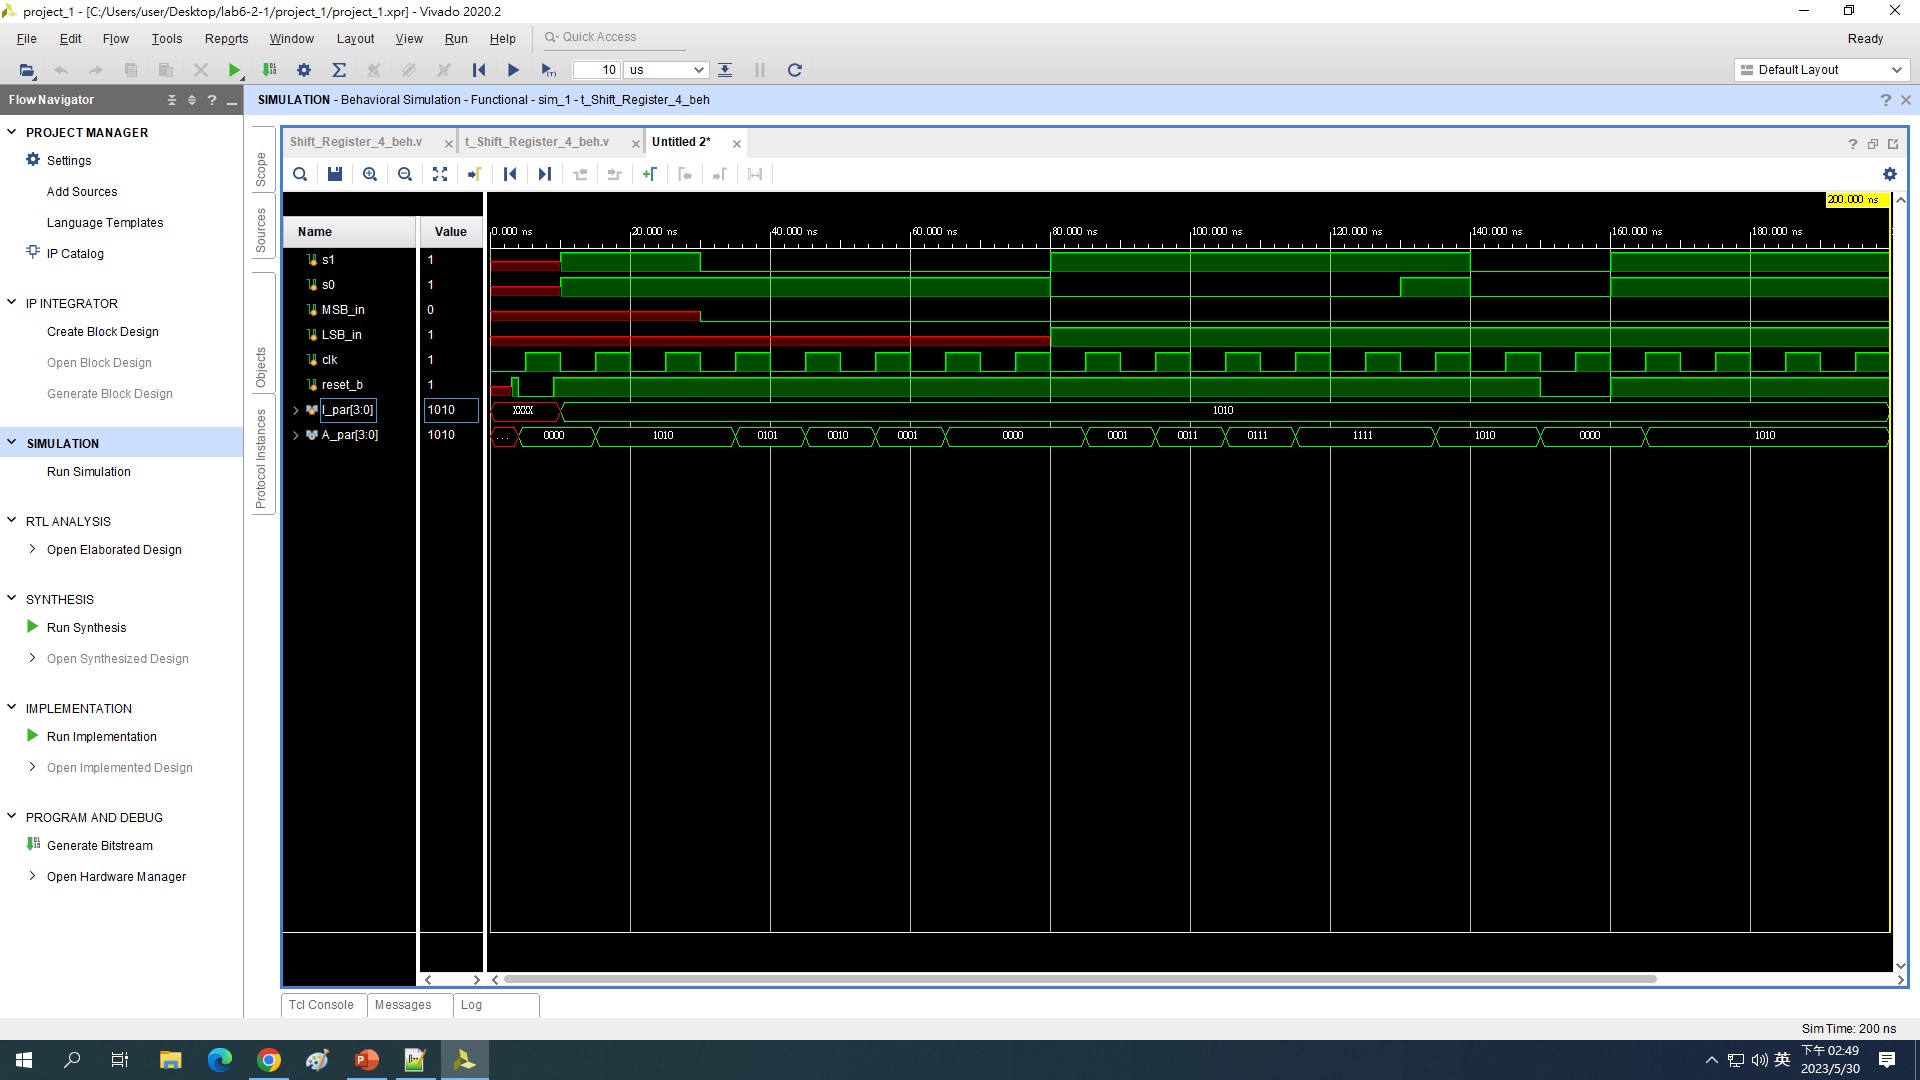 project_1 - [C:/Users/user/Desktop/lab6-2-1/project_1/project_1.xpr] - Vivado 2020.2
File Edit Flow Tools Reports Window Layout View Run Help Quick Access Ready
10 us Default Layout
Flow Navigator
SIMULATION - Behavioral Simulation - Functional - sim_1 - t_Shift_Register_4_beh
PROJECT MANAGER
Settings
Add Sources
Language Templates
IP Catalog
IP INTEGRATOR
Create Block Design
Open Block Design
Generate Block Design
SIMULATION
Run Simulation
RTL ANALYSIS
Open Elaborated Design
SYNTHESIS
Run Synthesis
Open Synthesized Design
IMPLEMENTATION
Run Implementation
Open Implemented Design
PROGRAM AND DEBUG
Generate Bitstream
Open Hardware Manager
Scope
Sources
Objects
Protocol Instances
Shift_Register_4_beh.v t_Shift_Register_4_beh.v Untitled 2*
200.000 ns
Name Value 0.000 ns 20.000 ns 40.000 ns 60.000 ns 80.000 ns 100.000 ns 120.000 ns 140.000 ns 160.000 ns 180.000 ns
s1 1
s0 1
MSB_in 0
LSB_in 1
clk 1
reset_b 1
I_par[3:0] 1010 XXXX 1010
A_par[3:0] 1010 ... 0000 1010 0101 0010 0001 0000 0001 0011 0111 1111 1010 0000 1010
Tcl Console Messages Log
Sim Time: 200 ns
英 下午 02:49
2023/5/30